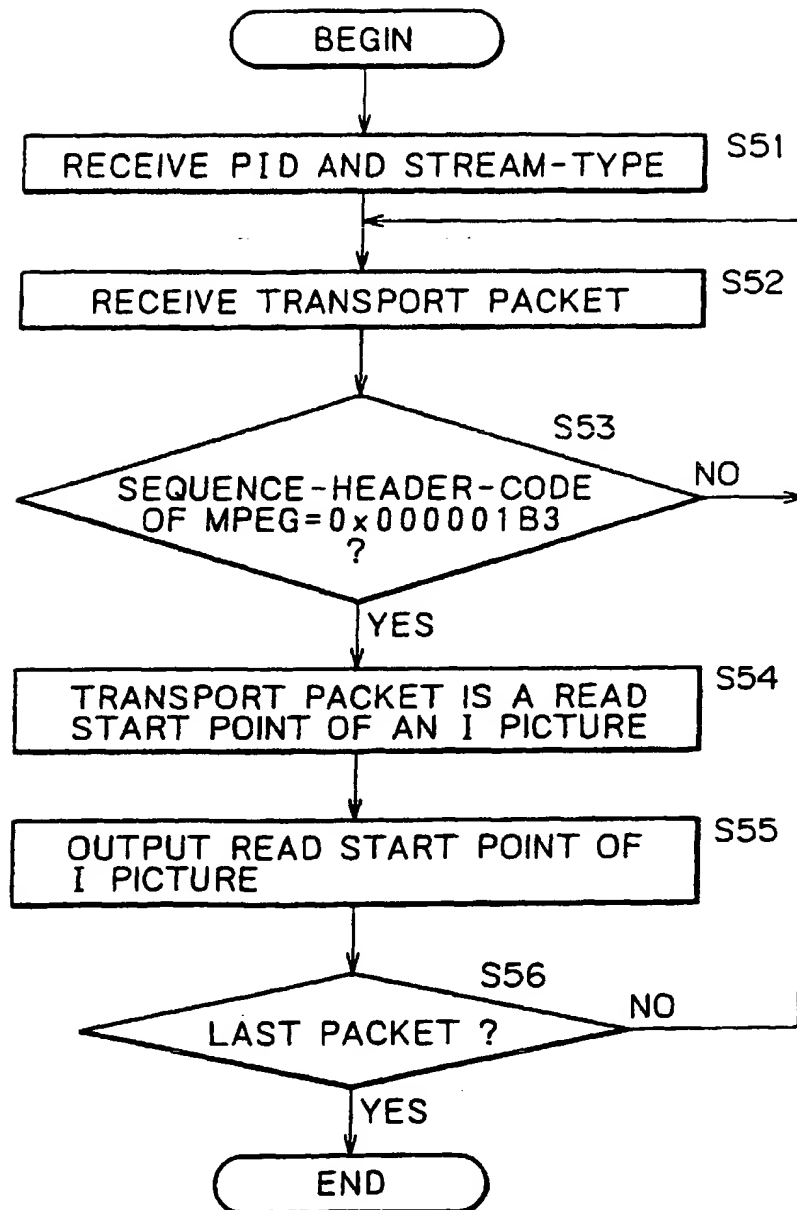 BEGIN
RECEIVE PID AND STREAM-TYPE
S51
RECEIVE TRANSPORT PACKET
S52
S53
SEQUENCE-HEADER-CODE
OF MPEG=0x000001B3
?
NO
YES
TRANSPORT PACKET IS A READ
START POINT OF AN I PICTURE
S54
OUTPUT READ START POINT OF
I PICTURE
S55
S56
LAST PACKET ?
NO
YES
END